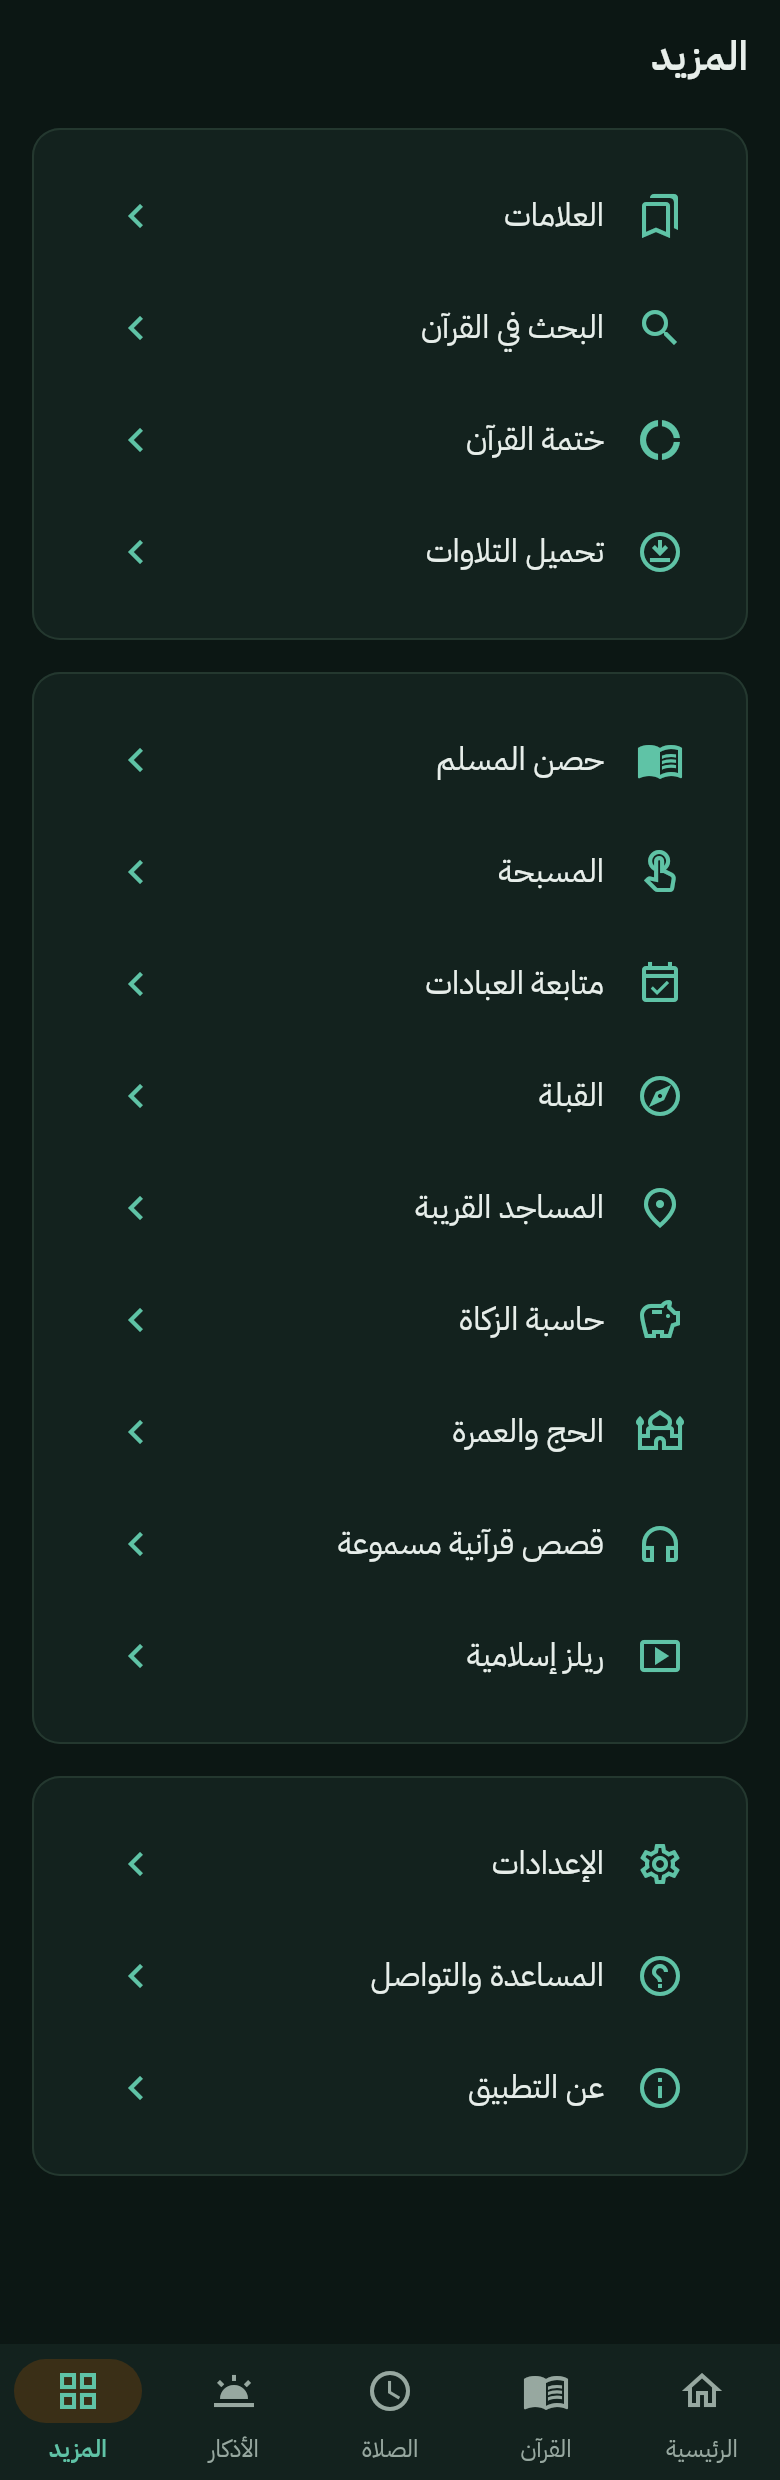 المزيد
العلامات
البحث في القرآن
ختمة القرآن
تحميل التلاوات
حصن المسلم
المسبحة
متابعة العبادات
القبلة
المساجد القريبة
حاسبة الزكاة
الحج والعمرة
قصص قرآنية مسموعة
ريلز إسلامية
الإعدادات
المساعدة والتواصل
عن التطبيق
الرئيسية
القرآن
الصلاة
الأذكار
المزيد